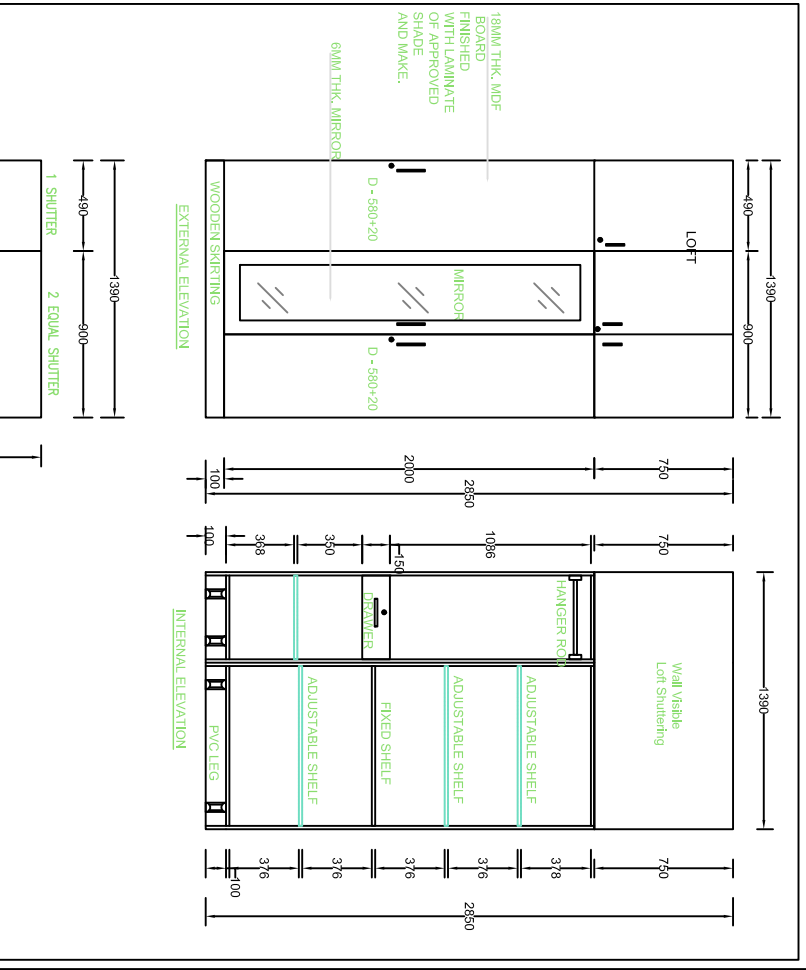 18MM THK. MDF
BOARD
FINISHED
WITH LAMINATE
OF APPROVED
SHADE
AND MAKE.
6MM THK. MIRROR
1390
490
900
LOFT
D - 580+20
MIRROR
D - 580+20
WOODEN SKIRTING
EXTERNAL ELEVATION
750
2000
100
2850
1390
490
900
1 SHUTTER
2 EQUAL SHUTTER
750
1086
150
350
368
100
1390
Wall Visible
Loft Shuttering
HANGER ROD
DRAWER
ADJUSTABLE SHELF
ADJUSTABLE SHELF
FIXED SHELF
ADJUSTABLE SHELF
PVC LEG
INTERNAL ELEVATION
750
378
376
376
376
376
100
2850